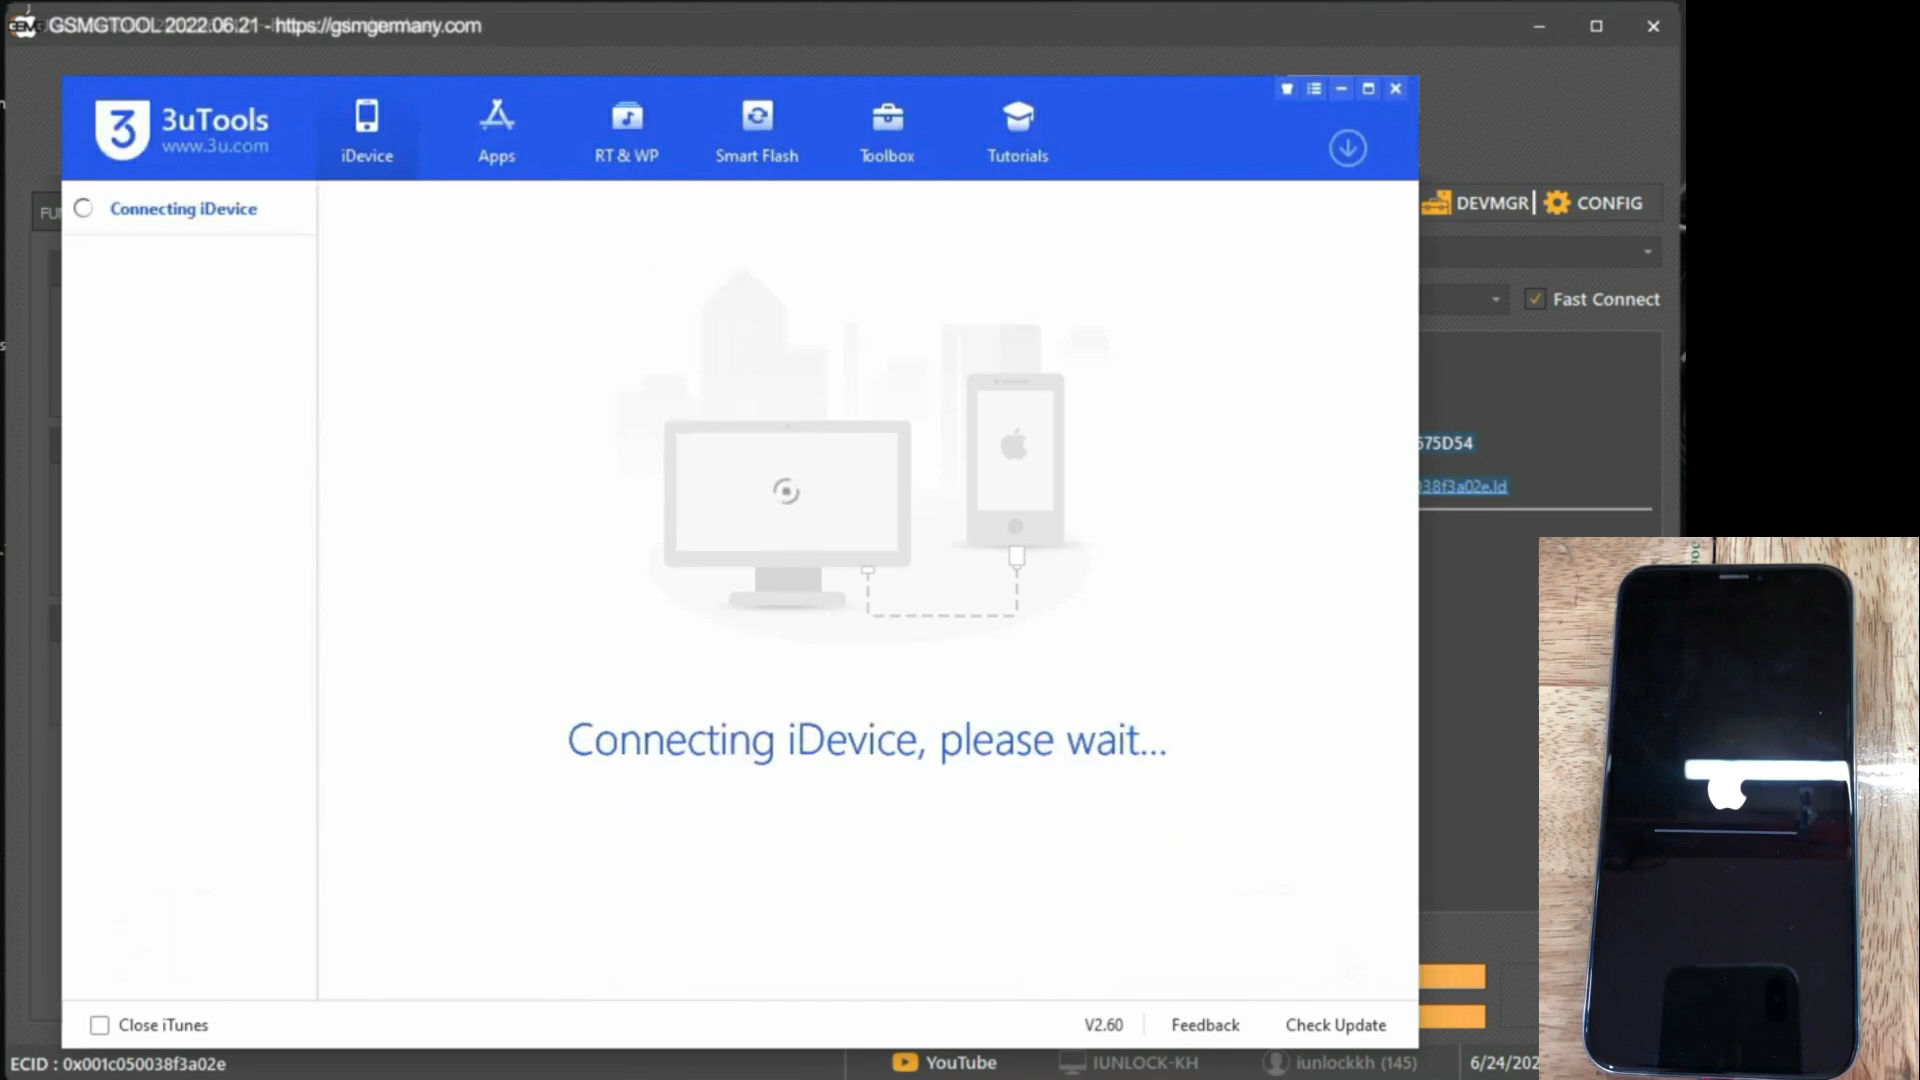 GSMGTOOL 2022.06.21 - https://gsmgermany.com
3uTools
www.3u.com
iDevice
Apps
RT & WP
Smart Flash
Toolbox
Tutorials
Connecting iDevice
DEVMGR
CONFIG
Fast Connect
575D54
38f3a02e.ld
Connecting iDevice, please wait...
Close iTunes
V2.60
Feedback
Check Update
ECID : 0x001c050038f3a02e
YouTube
IUNLOCK-KH
iunlockkh (145)
6/24/202